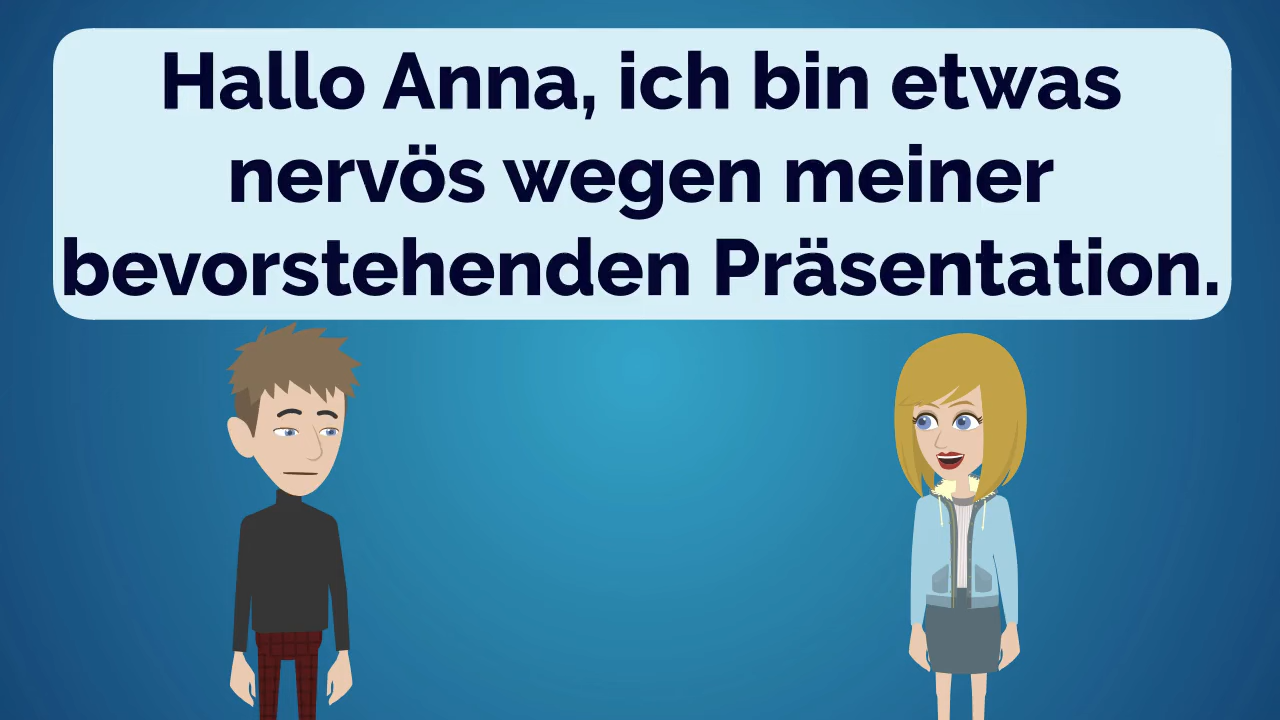 Hallo Anna, ich bin etwas
nervös wegen meiner
bevorstehenden Präsentation.